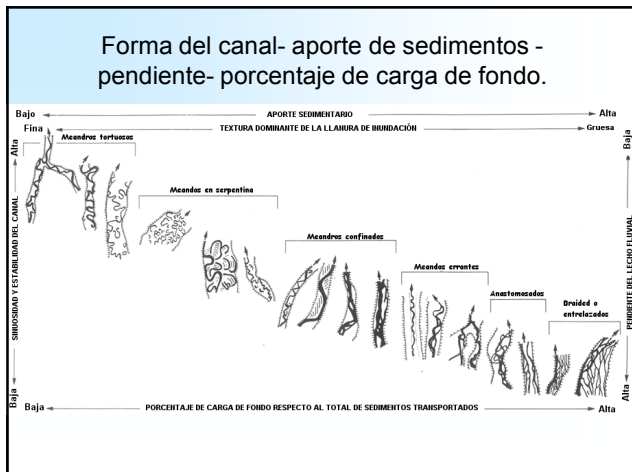 Forma del canal- aporte de sedimentos -
pendiente- porcentaje de carga de fondo.
Bajo APORTE SEDIMENTARIO Alta
Fina TEXTURA DOMINANTE DE LA LLANURA DE INUNDACIÓN Gruesa
Alta
SINUOSIDAD Y ESTABILIDAD DEL CANAL
Baja
Meandros tortuosos
Meandos en serpentina
Meandros confinados
Meandos errantes
Anastomasados
Braided o
entrelazados
Baja
PENDIENTE DEL LECHO FLUVIAL
Alta
Baja PORCENTAJE DE CARGA DE FONDO RESPECTO AL TOTAL DE SEDIMENTOS TRANSPORTADOS Alta